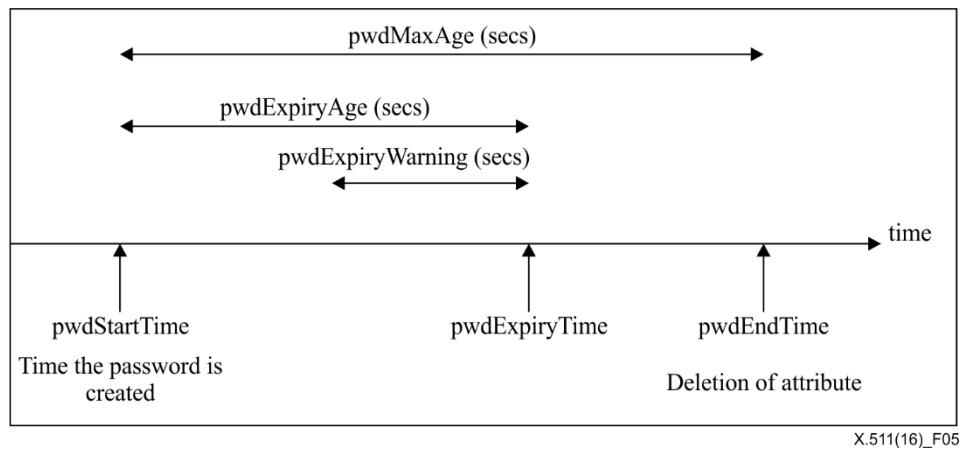 pwdMaxAge (secs)
pwdExpiryAge (secs)
pwdExpiryWarning (secs)
time
pwdStartTime
pwdExpiryTime
pwdEndTime
Time the password is
created
Deletion of attribute
X.511(16)_F05